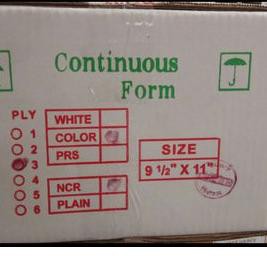 Continuous
Form
PLY
1
2
3
4
5
6
WHITE
COLOR
PRS
NCR
PLAIN
SIZE
9 1/2" X 11"